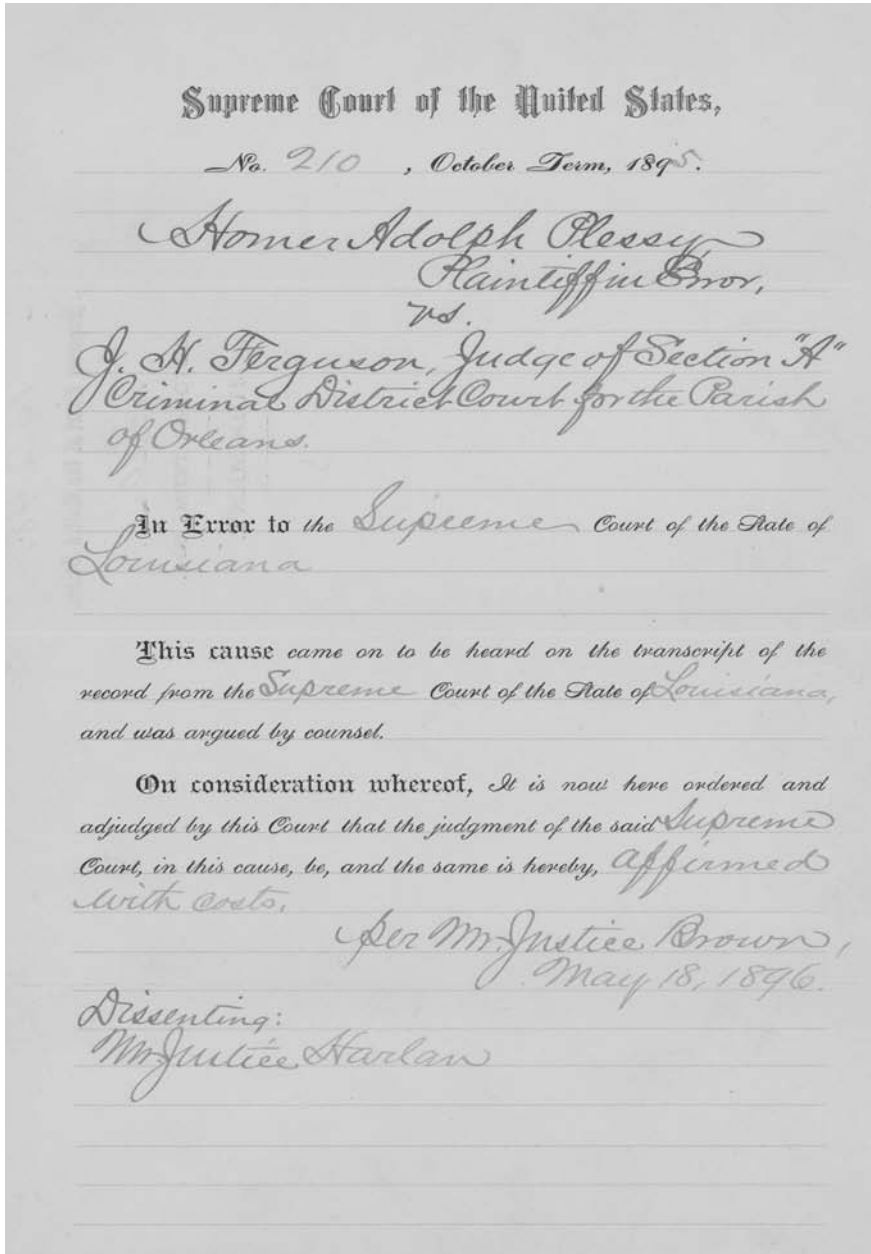 Supreme Court of the United States,
No. 210 , October Term, 1895.
Homer Adolph Plessy,
Plaintiff in Error,
vs.
J. H. Ferguson, Judge of Section "A"
Criminal District Court for the Parish
of Orleans.
In Error to the Supreme Court of the State of
Louisiana
This cause came on to be heard on the transcript of the
record from the Supreme Court of the State of Louisiana,
and was argued by counsel.
On consideration whereof, It is now here ordered and
adjudged by this Court that the judgment of the said Supreme
Court, in this cause, be, and the same is hereby, affirmed
with costs.
per Mr. Justice Brown,
May 18, 1896.
Dissenting:
Mr. Justice Harlan